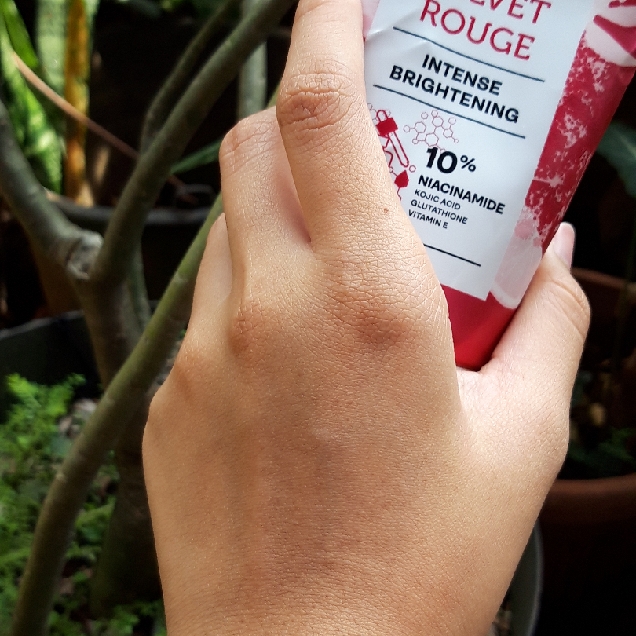 ROUGE
INTENSE
BRIGHTENING
10%
NIACINAMIDE
KOJIC ACID
GLUTATHIONE
VITAMIN E